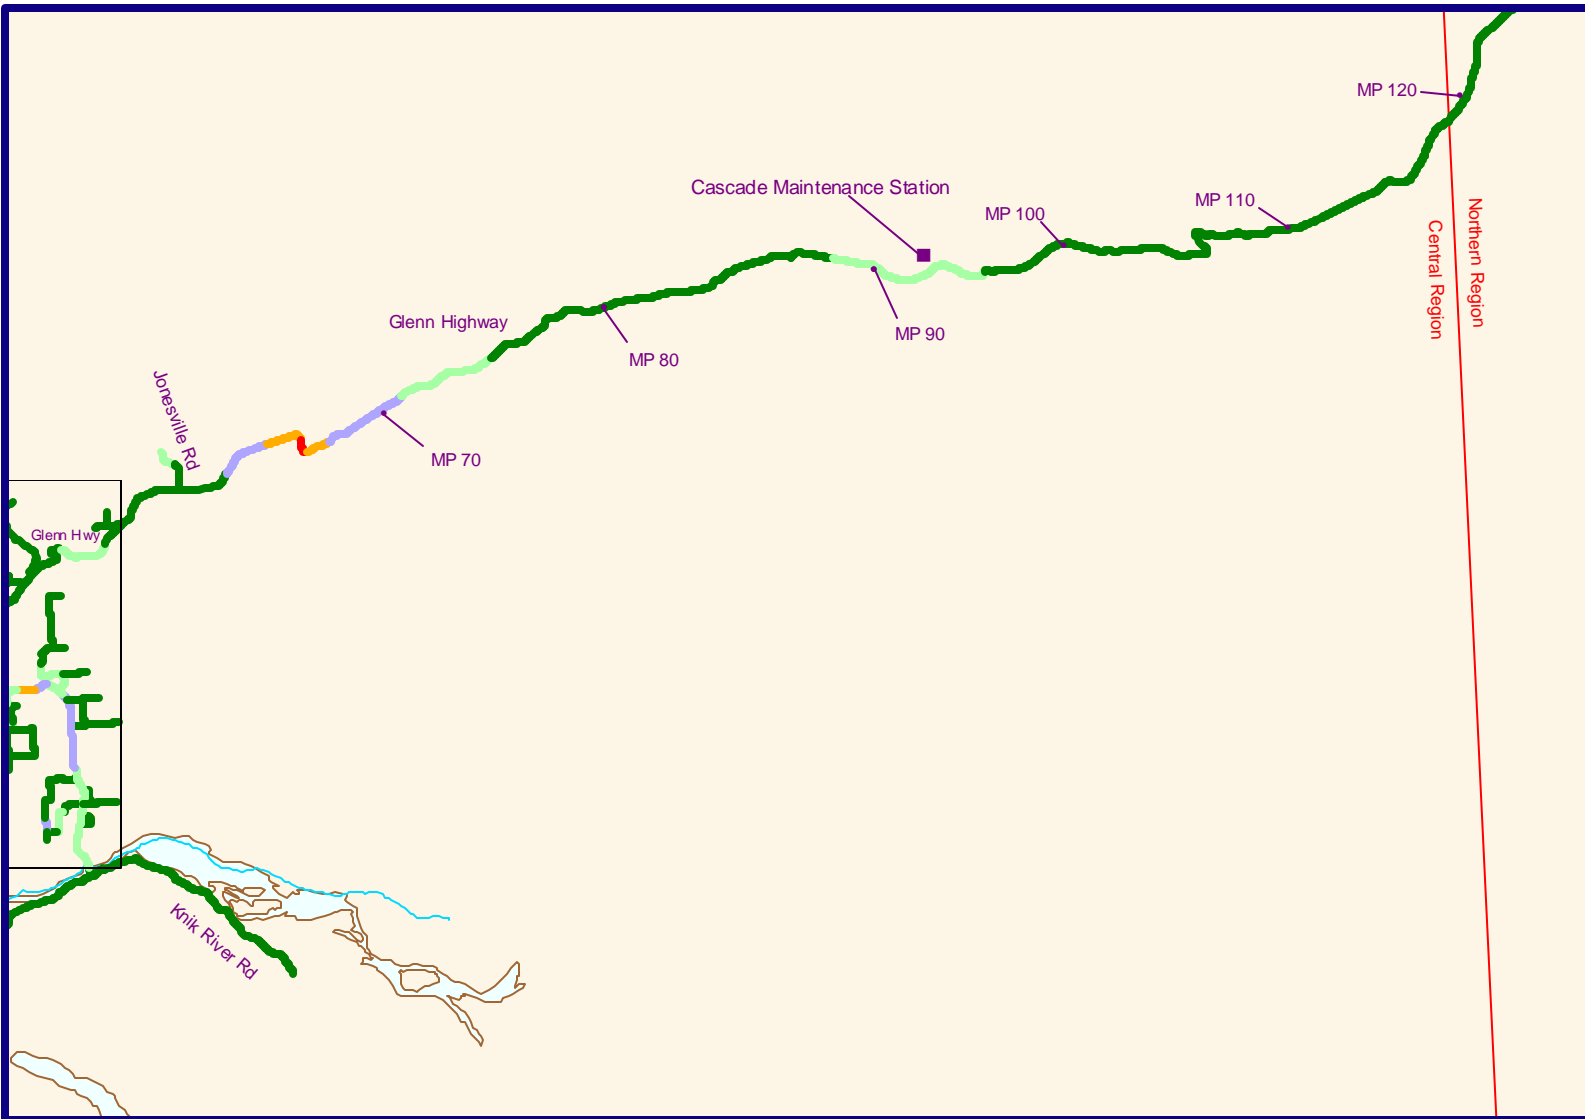 MP 120
Cascade Maintenance Station
MP 110
MP 100
Northern Region
Central Region
Glenn Highway
MP 90
MP 80
Jonesville Rd
MP 70
Glenn Hwy
Knik River Rd